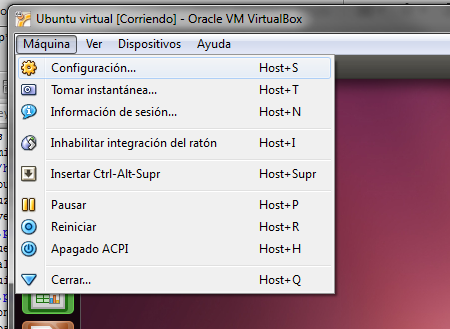 Ubuntu virtual [Corriendo] - Oracle VM VirtualBox
Máquina Ver Dispositivos Ayuda
Configuración... Host+S
Tomar instantánea... Host+T
Información de sesión... Host+N
Inhabilitar integración del ratón Host+I
Insertar Ctrl-Alt-Supr Host+Supr
Pausar Host+P
Reiniciar Host+R
Apagado ACPI Host+H
Cerrar... Host+Q